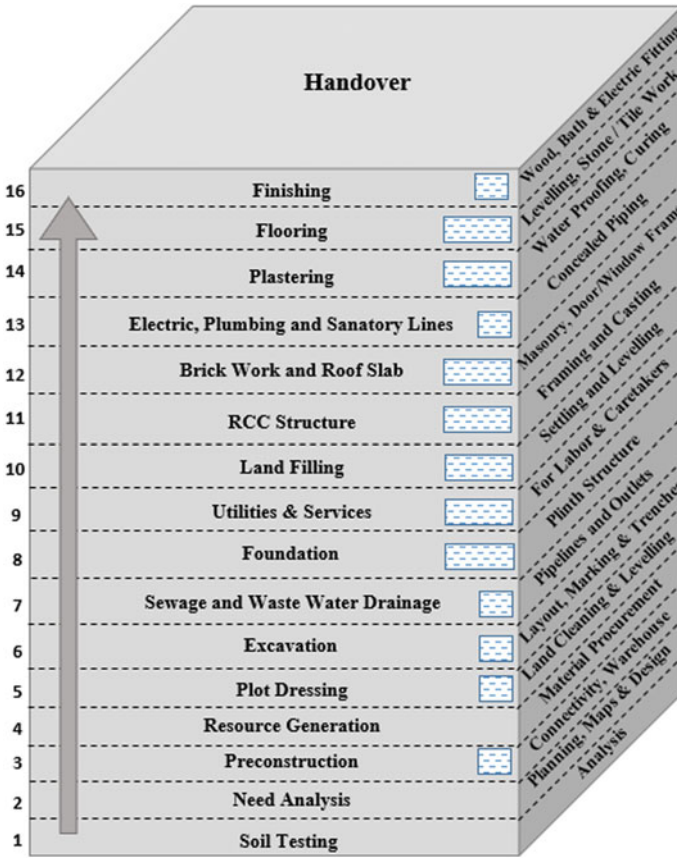 Handover
16 Finishing
15 Flooring
14 Plastering
13 Electric, Plumbing and Sanatory Lines
12 Brick Work and Roof Slab
11 RCC Structure
10 Land Filling
9 Utilities & Services
8 Foundation
7 Sewage and Waste Water Drainage
6 Excavation
5 Plot Dressing
4 Resource Generation
3 Preconstruction
2 Need Analysis
1 Soil Testing
Wood, Bath & Electric Fitting
Levelling, Stone / Tile Work
Water Proofing, Curing
Concealed Piping
Masonry, Door/Window Frame
Framing and Casting
Settling and Levelling
For Labor & Caretakers
Plinth Structure
Pipelines and Outlets
Layout, Marking & Trenches
Land Cleaning & Levelling
Material Procurement
Connectivity, Warehouse
Planning, Maps & Design
Analysis